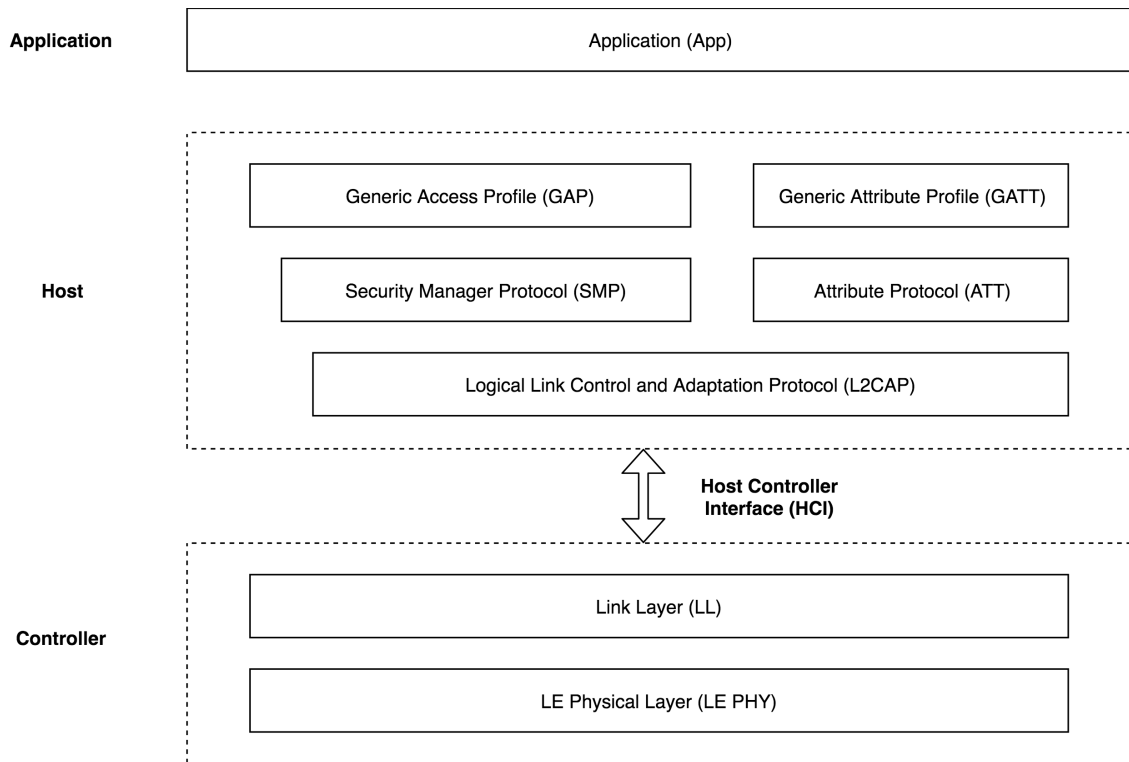 Application
Application (App)
Generic Access Profile (GAP)
Generic Attribute Profile (GATT)
Host
Security Manager Protocol (SMP)
Attribute Protocol (ATT)
Logical Link Control and Adaptation Protocol (L2CAP)
Host Controller
Interface (HCI)
Link Layer (LL)
Controller
LE Physical Layer (LE PHY)